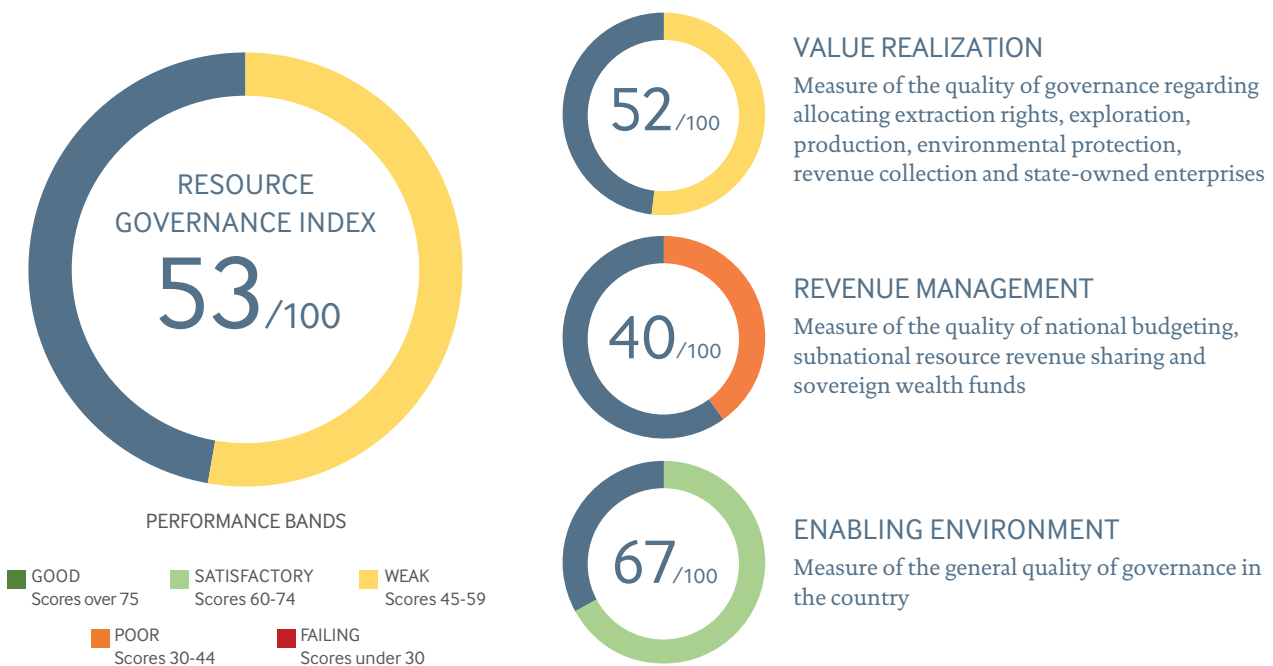 RESOURCE
GOVERNANCE INDEX
53/100
PERFORMANCE BANDS
GOOD
Scores over 75
SATISFACTORY
Scores 60-74
WEAK
Scores 45-59
POOR
Scores 30-44
FAILING
Scores under 30
52/100
VALUE REALIZATION
Measure of the quality of governance regarding
allocating extraction rights, exploration,
production, environmental protection,
revenue collection and state-owned enterprises
40/100
REVENUE MANAGEMENT
Measure of the quality of national budgeting,
subnational resource revenue sharing and
sovereign wealth funds
67/100
ENABLING ENVIRONMENT
Measure of the general quality of governance in
the country